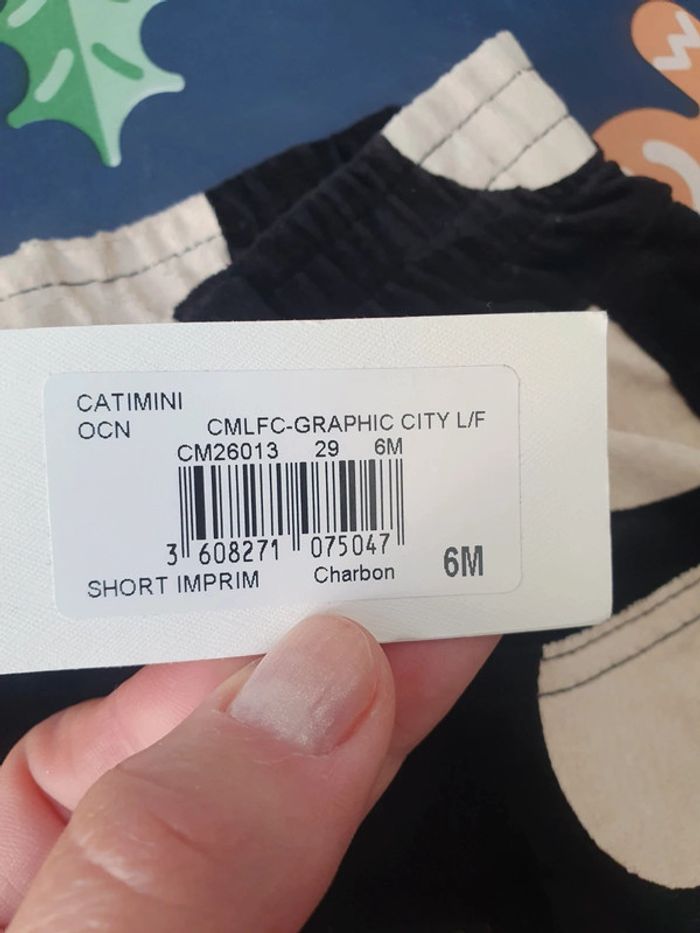 CATIMINI
OCN CMLFC-GRAPHIC CITY L/F
CM26013 29 6M
3 608271 075047
6M
SHORT IMPRIM Charbon